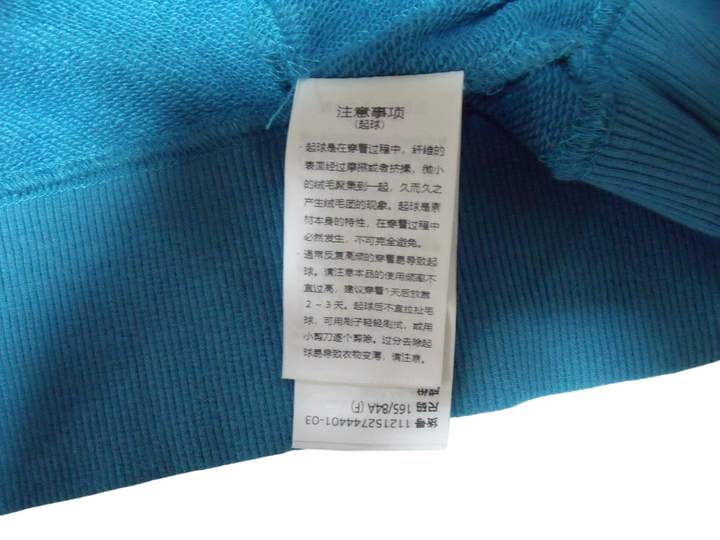 注意事项
(起球)
·起球是在穿着过程中，纤维的
表面经过摩擦或者挤搡，微小
的绒毛聚集到一起，久而久之
产生绒毛团的现象。起球是素
材本身的特性，在穿着过程中
必然发生，不可完全避免。
·通常反复高频的穿着易导致起
球。请注意本品的使用频率不
宜过高，建议穿着1天后放置
2－3天。起球后不宜拉扯毛
球，可用刷子轻轻刷拭，或用
小剪刀逐个剪除。过分去除起
球易导致衣物变薄，请注意。
货号 112152744401-03
尺码 165/84A (F)